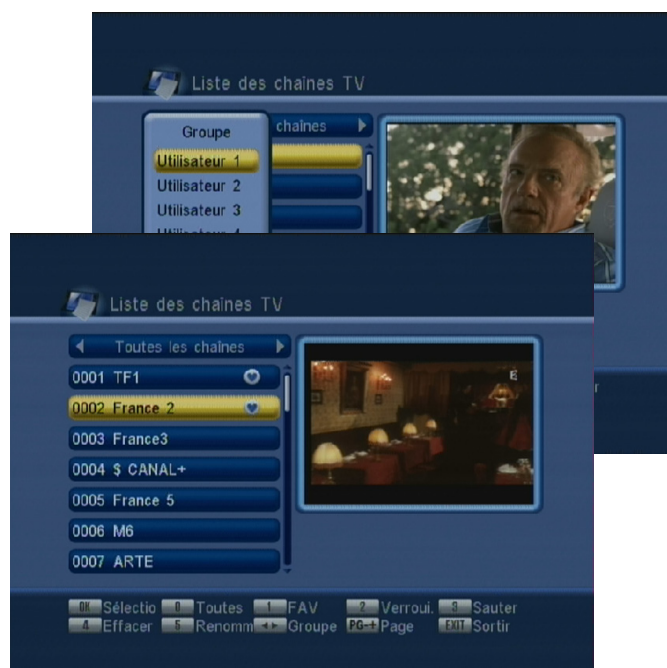 Liste des chaînes TV
Groupe
chaînes
Utilisateur 1
Utilisateur 2
Utilisateur 3
Liste des chaînes TV
Toutes les chaînes
0001 TF1
0002 France 2
0003 France3
0004 $ CANAL+
0005 France 5
0006 M6
0007 ARTE
OK Sélectio 0 Toutes 1 FAV 2 Verroui. 3 Sauter
4 Effacer 5 Renomm Groupe PG-+ Page EXIT Sortir